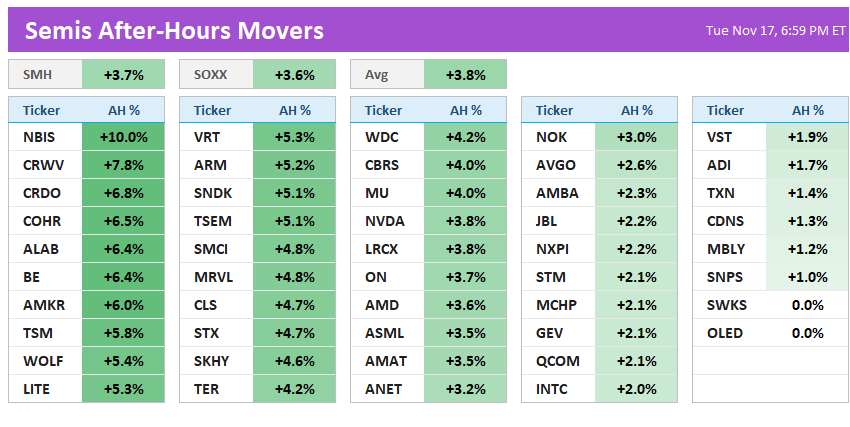 Semis After-Hours Movers
Tue Nov 17, 6:59 PM ET
SMH +3.7% SOXX +3.6% Avg +3.8%
Ticker AH % Ticker AH % Ticker AH % Ticker AH % Ticker AH %
NBIS +10.0% VRT +5.3% WDC +4.2% NOK +3.0% VST +1.9%
CRWV +7.8% ARM +5.2% CBRS +4.0% AVGO +2.6% ADI +1.7%
CRDO +6.8% SNDK +5.1% MU +4.0% AMBA +2.3% TXN +1.4%
COHR +6.5% TSEM +5.1% NVDA +3.8% JBL +2.2% CDNS +1.3%
ALAB +6.4% SMCI +4.8% LRCX +3.8% NXPI +2.2% MBLY +1.2%
BE +6.4% MRVL +4.8% ON +3.7% STM +2.1% SNPS +1.0%
AMKR +6.0% CLS +4.7% AMD +3.6% MCHP +2.1% SWKS 0.0%
TSM +5.8% STX +4.7% ASML +3.5% GEV +2.1% OLED 0.0%
WOLF +5.4% SKHY +4.6% AMAT +3.5% QCOM +2.1%
LITE +5.3% TER +4.2% ANET +3.2% INTC +2.0%